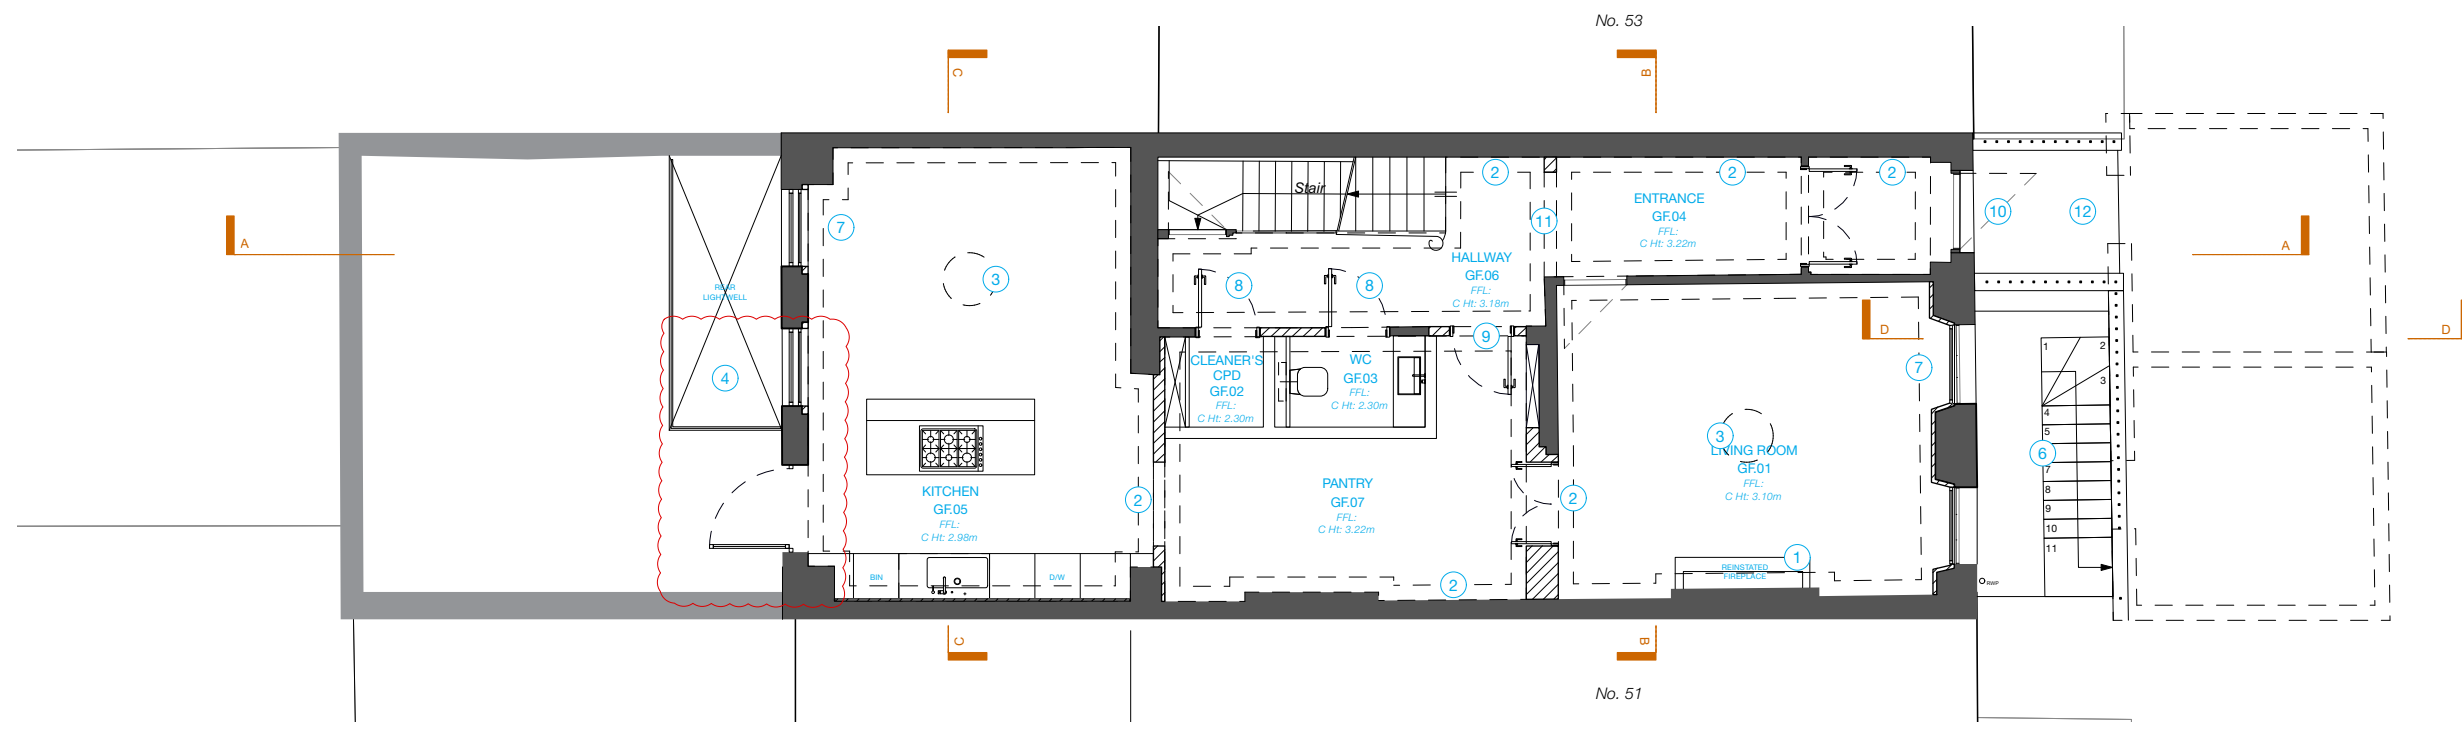 No. 53
C
B
A
A
7
3
REAR
LIGHTWELL
4
Stair
2
11
8
8
HALLWAY
GF.06
FFL:
C Ht: 3.18m
9
ENTRANCE
GF.04
FFL:
C Ht: 3.22m
2
2
10
12
CLEANER'S
CPD
GF.02
FFL:
C Ht: 2.30m
WC
GF.03
FFL:
C Ht: 2.30m
D
D
7
3
LIVING ROOM
GF.01
FFL:
C Ht: 3.10m
KITCHEN
GF.05
FFL:
C Ht: 2.98m
2
PANTRY
GF.07
FFL:
C Ht: 3.22m
2
2
BIN
D/W
1
REINSTATED
FIREPLACE
RWP
1
2
3
4
5
6
7
8
9
10
11
C
B
No. 51